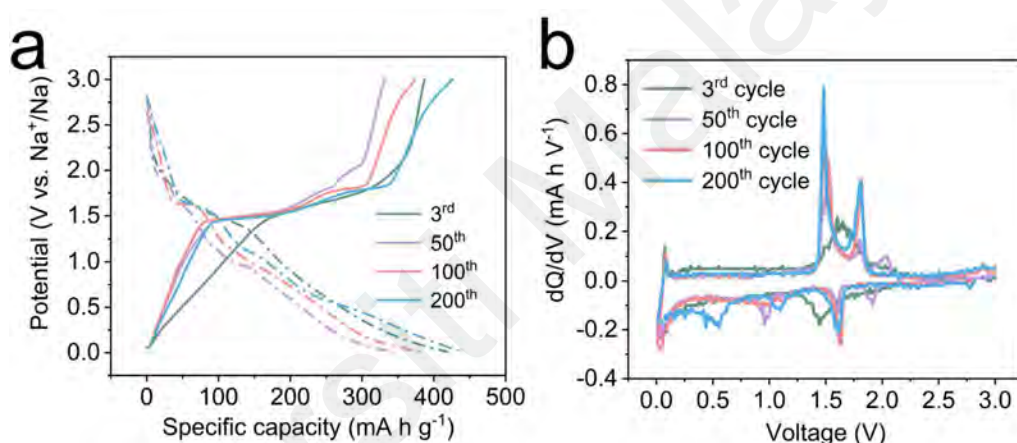 a
3.0
2.5
2.0
1.5
1.0
0.5
0.0
Potential (V vs. Na⁺/Na)
3ʳᵈ
50ᵗʰ
100ᵗʰ
200ᵗʰ
0 100 200 300 400 500
Specific capacity (mA h g⁻¹)
b
0.8
0.6
0.4
0.2
0.0
-0.2
-0.4
dQ/dV (mA h V⁻¹)
3ʳᵈ cycle
50ᵗʰ cycle
100ᵗʰ cycle
200ᵗʰ cycle
0.0 0.5 1.0 1.5 2.0 2.5 3.0
Voltage (V)